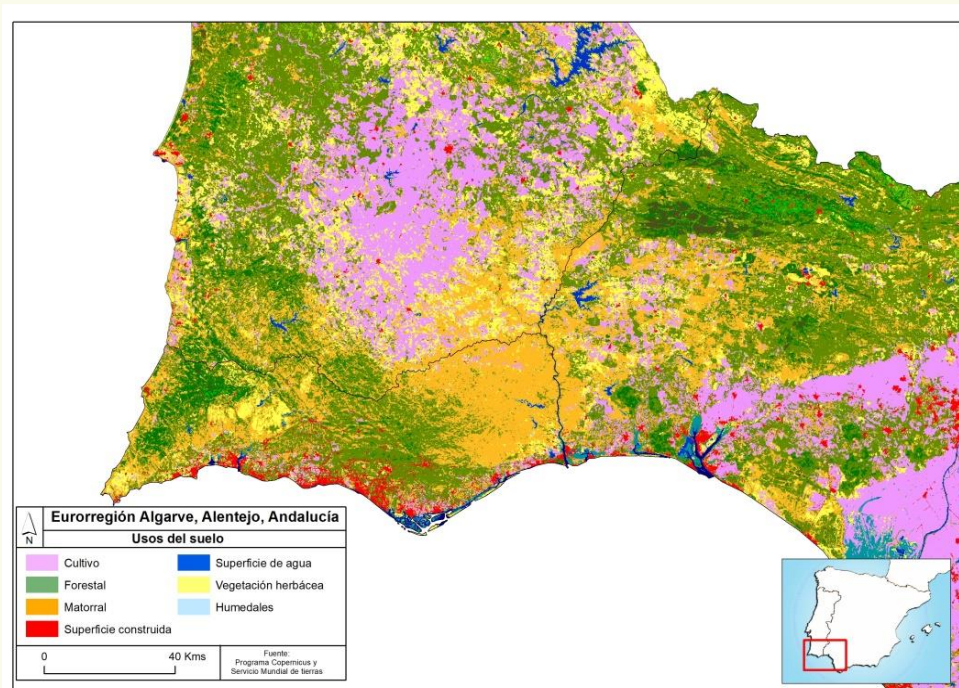 Eurorregión Algarve, Alentejo, Andalucía
Usos del suelo
N
Cultivo
Forestal
Matorral
Superficie construida
Superficie de agua
Vegetación herbácea
Humedales
0 40 Kms
Fuente:
Programa Copernicus y
Servicio Mundial de tierras